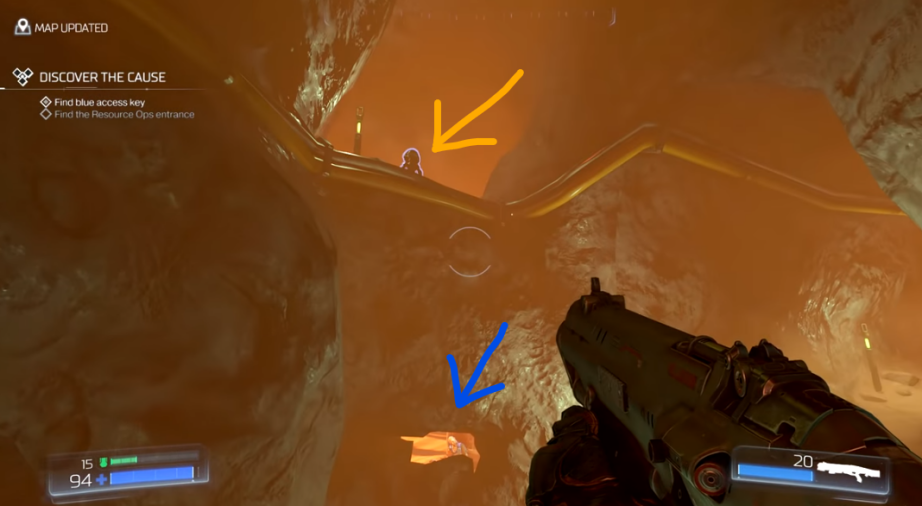 MAP UPDATED
DISCOVER THE CAUSE
Find blue access key
Find the Resource Ops entrance
15
94
20